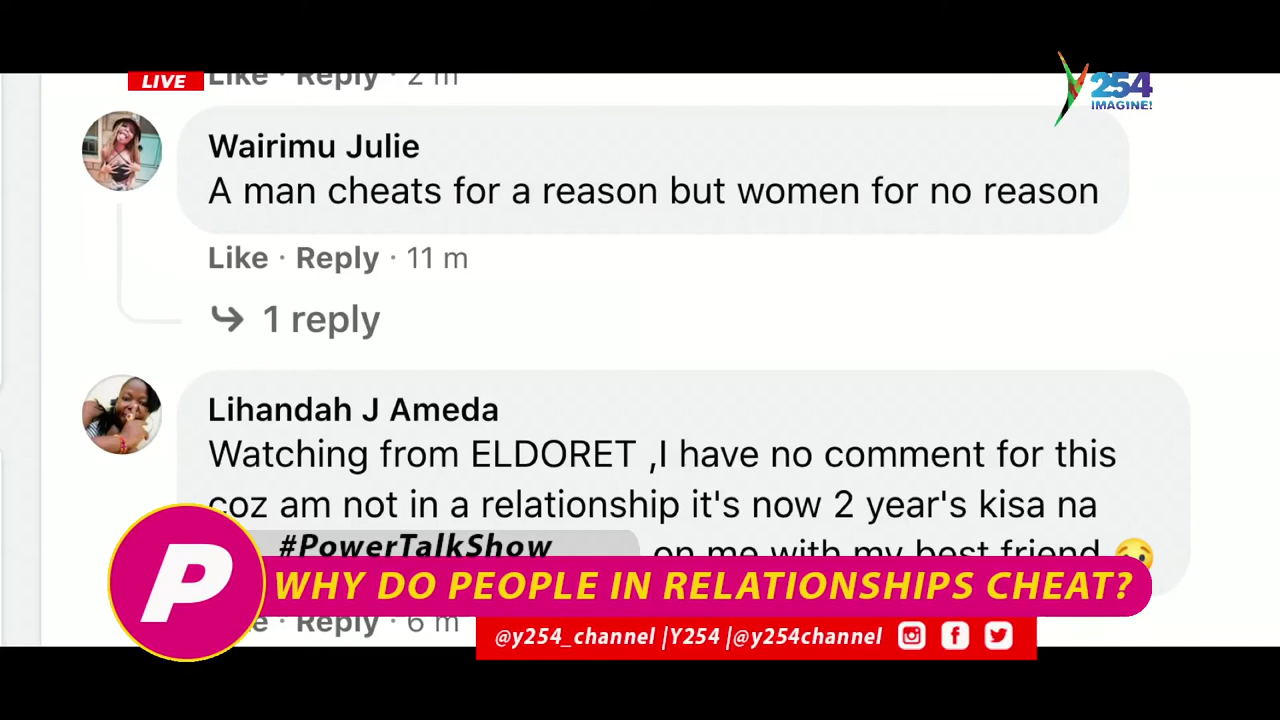 LIVE
Like · Reply · 2 m
254
IMAGINE!
Wairimu Julie
A man cheats for a reason but women for no reason
Like · Reply · 11 m
1 reply
Lihandah J Ameda
Watching from ELDORET ,I have no comment for this
coz am not in a relationship it's now 2 year's kisa na
on me with my best friend 😢
#PowerTalkShow
P WHY DO PEOPLE IN RELATIONSHIPS CHEAT?
Reply · 6 m
@y254_channel |Y254 |@y254channel